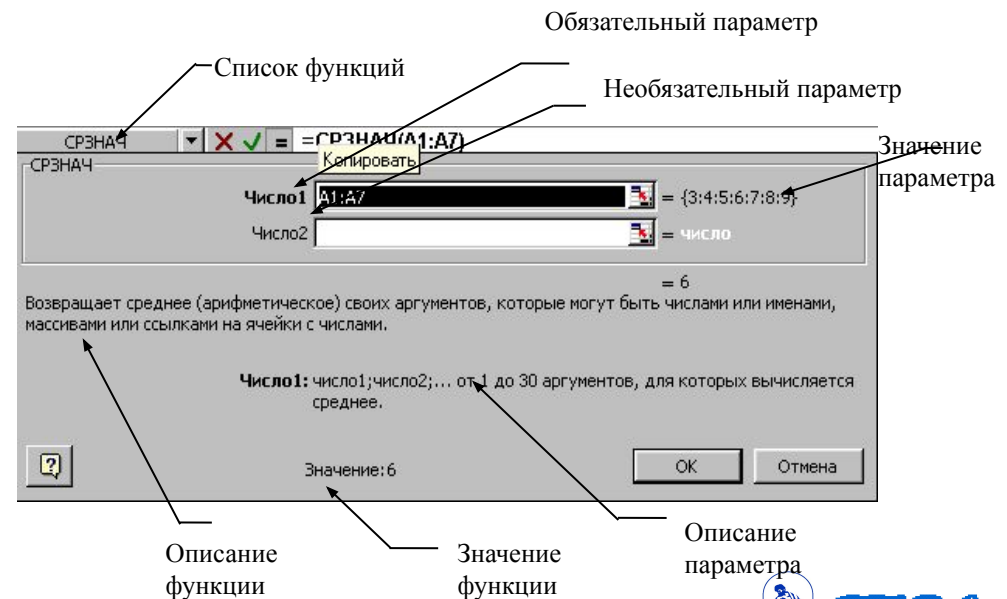 Обязательный параметр
Список функций
Необязательный параметр
СРЗНАЧ
=
=СРЗНАЧ(A1:A7)
Значение
параметра
СРЗНАЧ
Копировать
Число1
A1:A7
= {3:4:5:6:7:8:9}
Число2
= число
= 6
Возвращает среднее (арифметическое) своих аргументов, которые могут быть числами или именами,
массивами или ссылками на ячейки с числами.
Число1: число1;число2;... от 1 до 30 аргументов, для которых вычисляется
среднее.
?
Значение:6
OK
Отмена
Описание
функции
Значение
функции
Описание
параметра